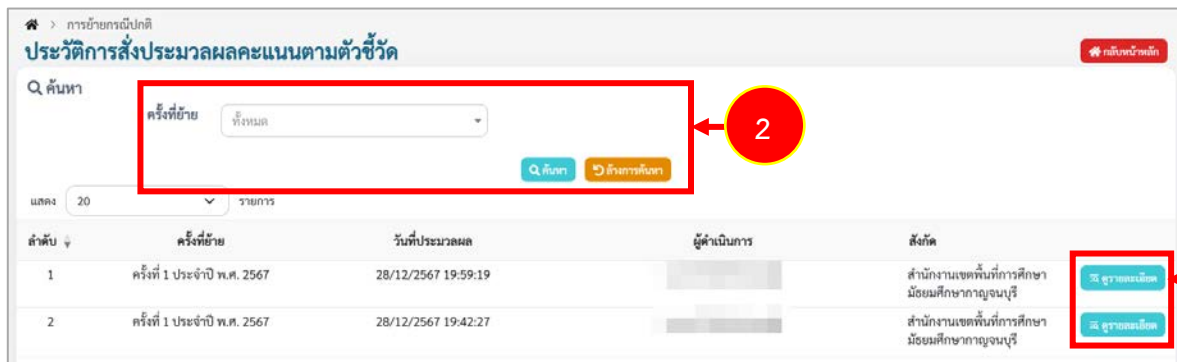 การย้ายกรณีปกติ
ประวัติการสั่งประมวลผลคะแนนตามตัวชี้วัด
กลับหน้าหลัก
ค้นหา
ครั้งที่ย้าย ทั้งหมด
2
ค้นหา ล้างการค้นหา
แสดง 20 รายการ
ลำดับ ครั้งที่ย้าย วันที่ประมวลผล ผู้ดำเนินการ สังกัด
1 ครั้งที่ 1 ประจำปี พ.ศ. 2567 28/12/2567 19:59:19 สำนักงานเขตพื้นที่การศึกษา ดูรายละเอียด
มัธยมศึกษากาญจนบุรี
2 ครั้งที่ 1 ประจำปี พ.ศ. 2567 28/12/2567 19:42:27 สำนักงานเขตพื้นที่การศึกษา ดูรายละเอียด
มัธยมศึกษากาญจนบุรี